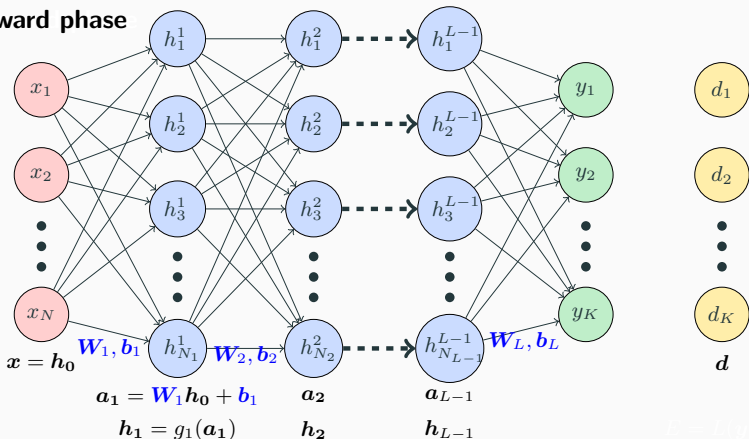 ward phase
h_1^1 h_1^2 h_1^{L-1}
x_1 y_1 d_1
h_2^1 h_2^2 h_2^{L-1}
x_2 y_2 d_2
h_3^1 h_3^2 h_3^{L-1}
x_N y_K d_K
W_1, b_1 h_{N_1}^1 W_2, b_2 h_{N_2}^2 h_{N_{L-1}}^{L-1} W_L, b_L
x = h_0 d
a_1 = W_1 h_0 + b_1 a_2 a_{L-1}
h_1 = g_1(a_1) h_2 h_{L-1}